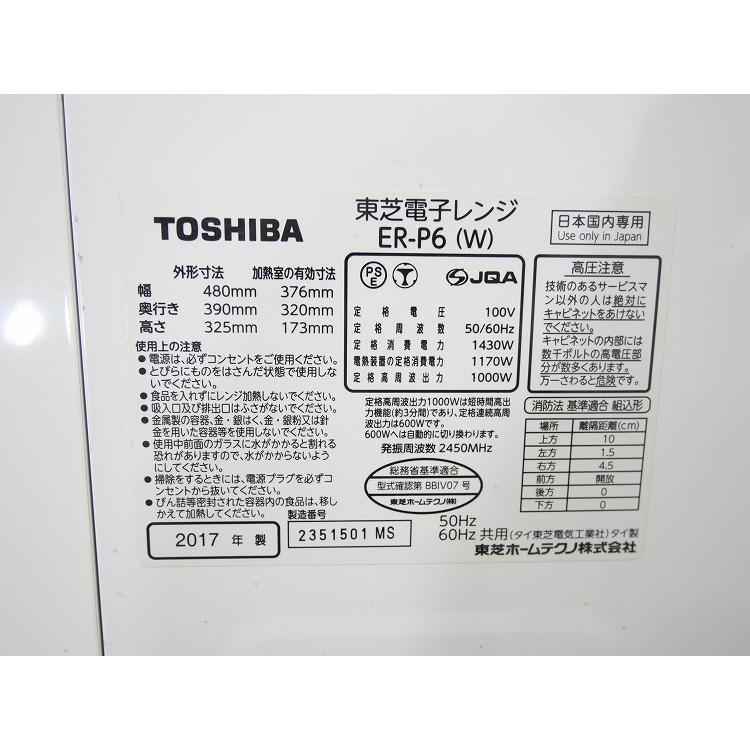 TOSHIBA
東芝電子レンジ
ER-P6 (W)
日本国内専用
Use only in Japan
外形寸法 加熱室の有効寸法
幅 480mm 376mm
奥行き 390mm 320mm
高さ 325mm 173mm
使用上の注意
●電源は、必ずコンセントをご使用ください。
●とびらにものをはさんだ状態で使用しな
いでください。
●食品を入れずにレンジ加熱しないでください。
●吸入口及び排出口はふさがないでください。
●金属製の容器、金・銀はく、金・銀粉又は針
金を用いた容器等を使用しないでください。
●使用中前面のガラスに水がかかると割れる
恐れがありますので、水がかからないよう
にしてください。
●掃除をするときには、電源プラグを必ずコ
ンセントから抜いてください。
●びん詰等密封された容器内の食品は、移し
かえて加熱してください。
PS
E
JQA
定格電圧 100V
定格周波数 50/60Hz
定格消費電力 1430W
電熱装置の定格消費電力 1170W
定格高周波出力 1000W
定格高周波出力1000Wは短時間高出
力機能(約3分間)であり、定格連続高周
波出力は600Wです。
600Wへは自動的に切り換わります。
発振周波数 2450MHz
総務省基準適合
型式確認第 BBIV07 号
東芝ホームテクノ(株)
高圧注意
技術のあるサービスマ
ン以外の人は絶対に
キャビネットをあけない
でください。
キャビネットの内部には
数千ボルトの高電圧部
分が数多くあります。
万一さわると危険です。
消防法 基準適合 組込形
場所 離隔距離(cm)
上方 10
左方 1.5
右方 4.5
前方 開放
後方 0
下方 0
2017 年 製
製造番号
2351501 MS
50Hz
60Hz 共用 (タイ東芝電気工業社) タイ製
東芝ホームテクノ株式会社